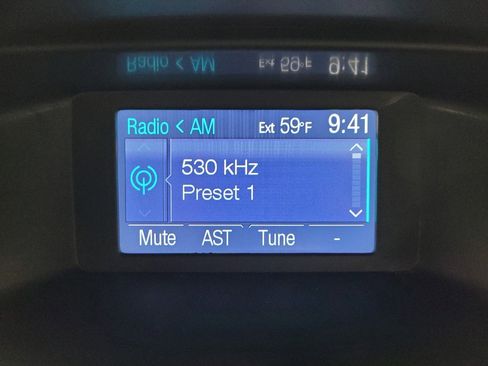 Radio < AM Ext 59°F 9:41
530 kHz
Preset 1
Mute AST Tune -